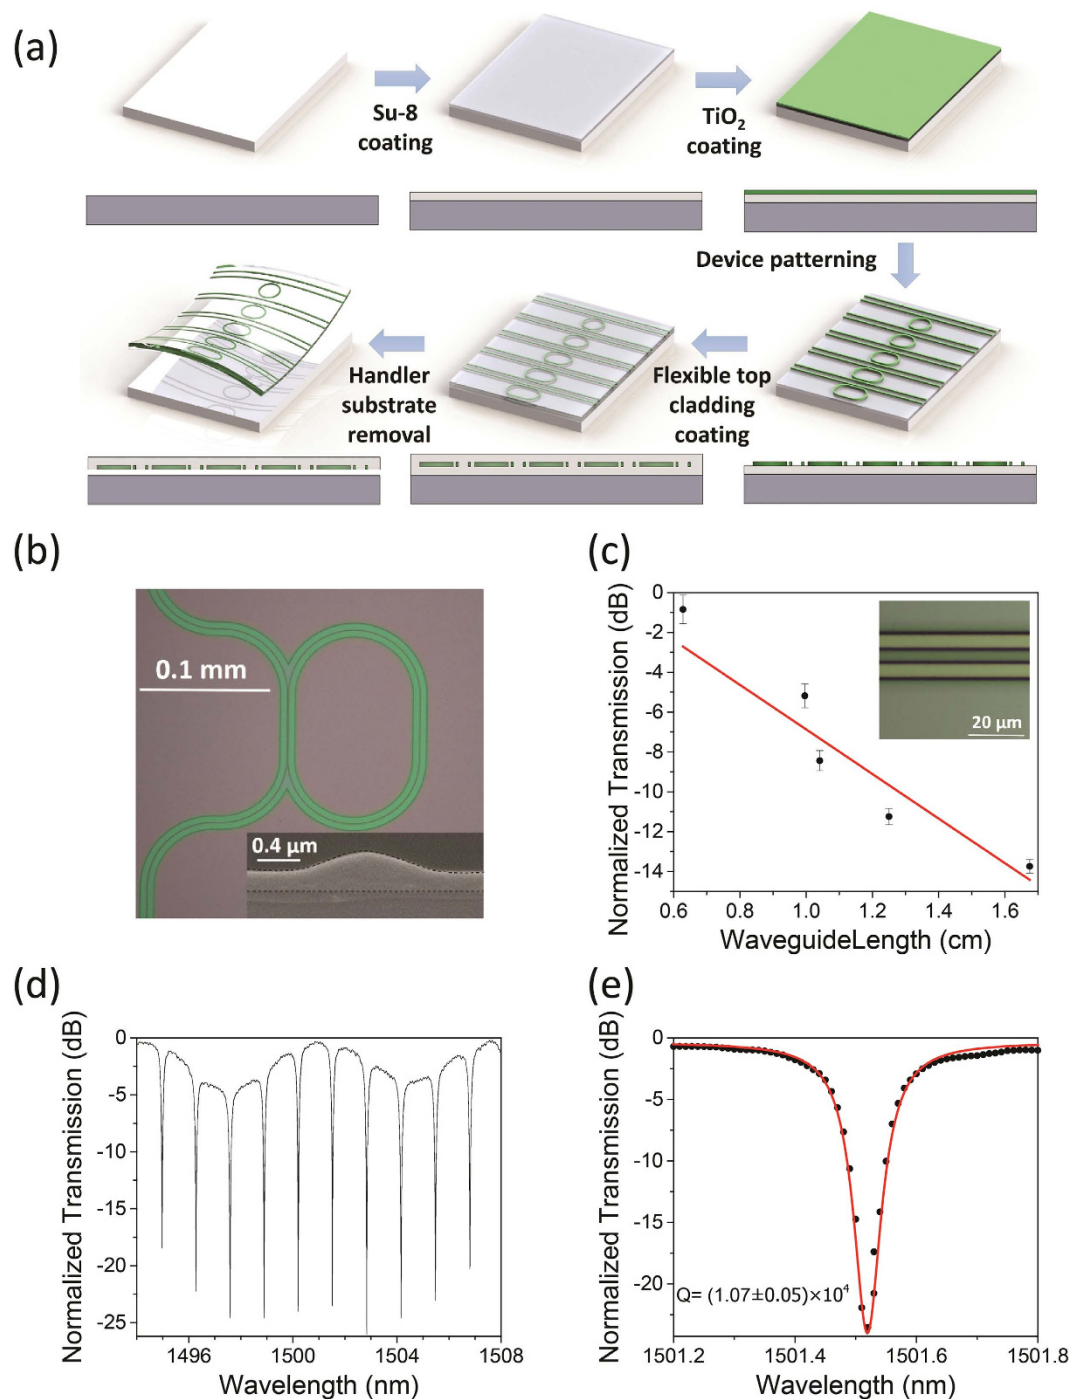 (a)
Su-8
coating
TiO₂
coating
Device patterning
Handler
substrate
removal
Flexible top
cladding
coating
(b)
0.1 mm
0.4 µm
(c)
Normalized Transmission (dB)
0
-2
-4
-6
-8
-10
-12
-14
20 µm
0.6 0.8 1.0 1.2 1.4 1.6
WaveguideLength (cm)
(d)
Normalized Transmission (dB)
0
-5
-10
-15
-20
-25
1496 1500 1504 1508
Wavelength (nm)
(e)
Normalized Transmission (dB)
0
-5
-10
-15
-20
Q= (1.07±0.05)×10⁴
1501.2 1501.4 1501.6 1501.8
Wavelength (nm)